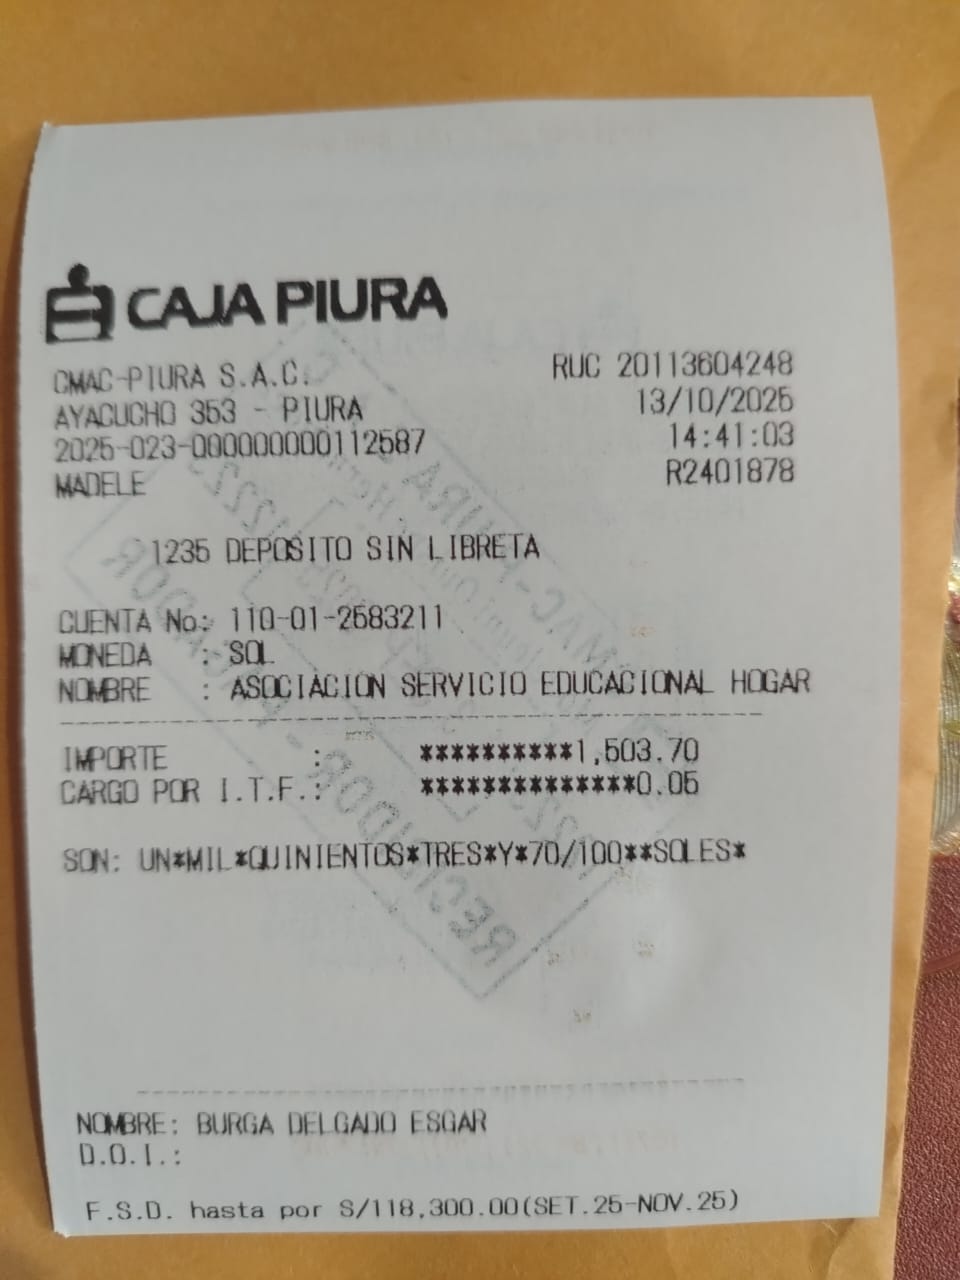 CAJA PIURA
CMAC-PIURA S.A.C. RUC 20113604248
AYACUCHO 353 - PIURA 13/10/2025
2025-023-000000000112587 14:41:03
MADELE R2401878
1235 DEPOSITO SIN LIBRETA
CUENTA No: 110-01-2583211
MONEDA : SOL
NOMBRE : ASOCIACION SERVICIO EDUCACIONAL HOGAR
IMPORTE : **********1,503.70
CARGO POR I.T.F.: **************0.05
SON: UN*MIL*QUINIENTOS*TRES*Y*70/100**SOLES*
RECIBIDOR
NOMBRE: BURGA DELGADO ESGAR
D.O.I.:
F.S.D. hasta por S/118,300.00(SET.25-NOV.25)